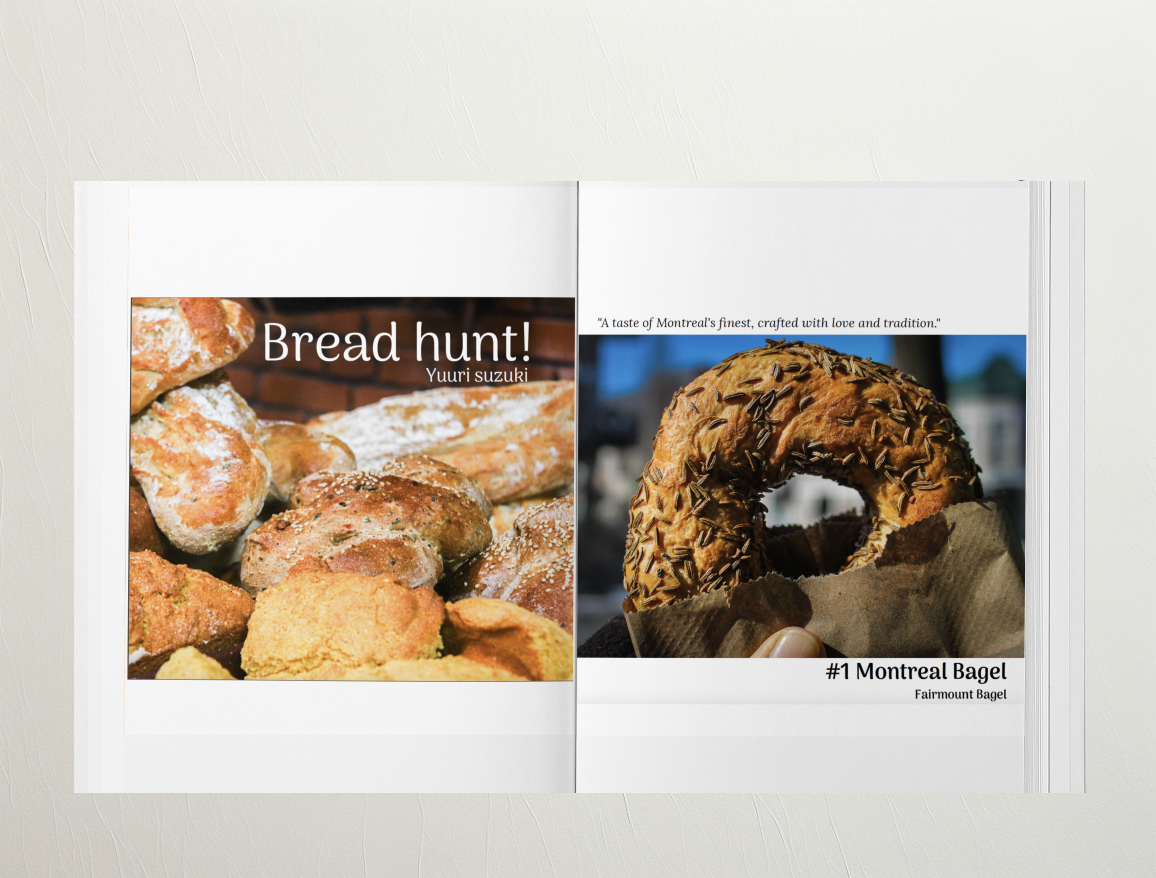 Bread hunt!
Yuuri suzuki
"A taste of Montreal's finest, crafted with love and tradition."
#1 Montreal Bagel
Fairmount Bagel